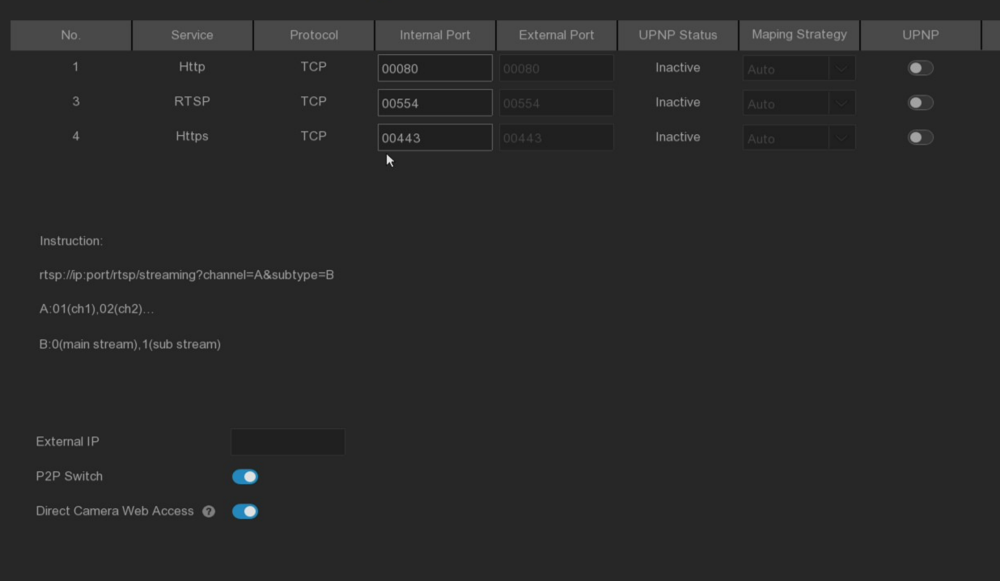 No. Service Protocol Internal Port External Port UPNP Status Maping Strategy UPNP
1 Http TCP 00080 00080 Inactive Auto
3 RTSP TCP 00554 00554 Inactive Auto
4 Https TCP 00443 00443 Inactive Auto
Instruction:
rtsp://ip:port/rtsp/streaming?channel=A&subtype=B
A:01(ch1),02(ch2)...
B:0(main stream),1(sub stream)
External IP
P2P Switch
Direct Camera Web Access ?